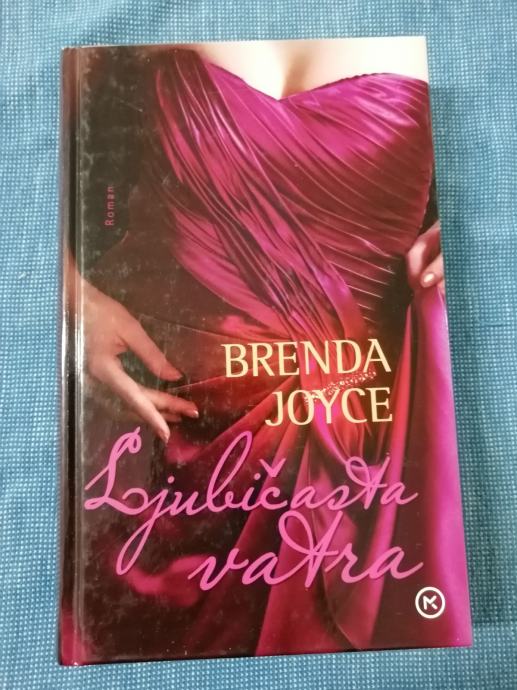 Roman
BRENDA
JOYCE
Ljubičasta
vatra